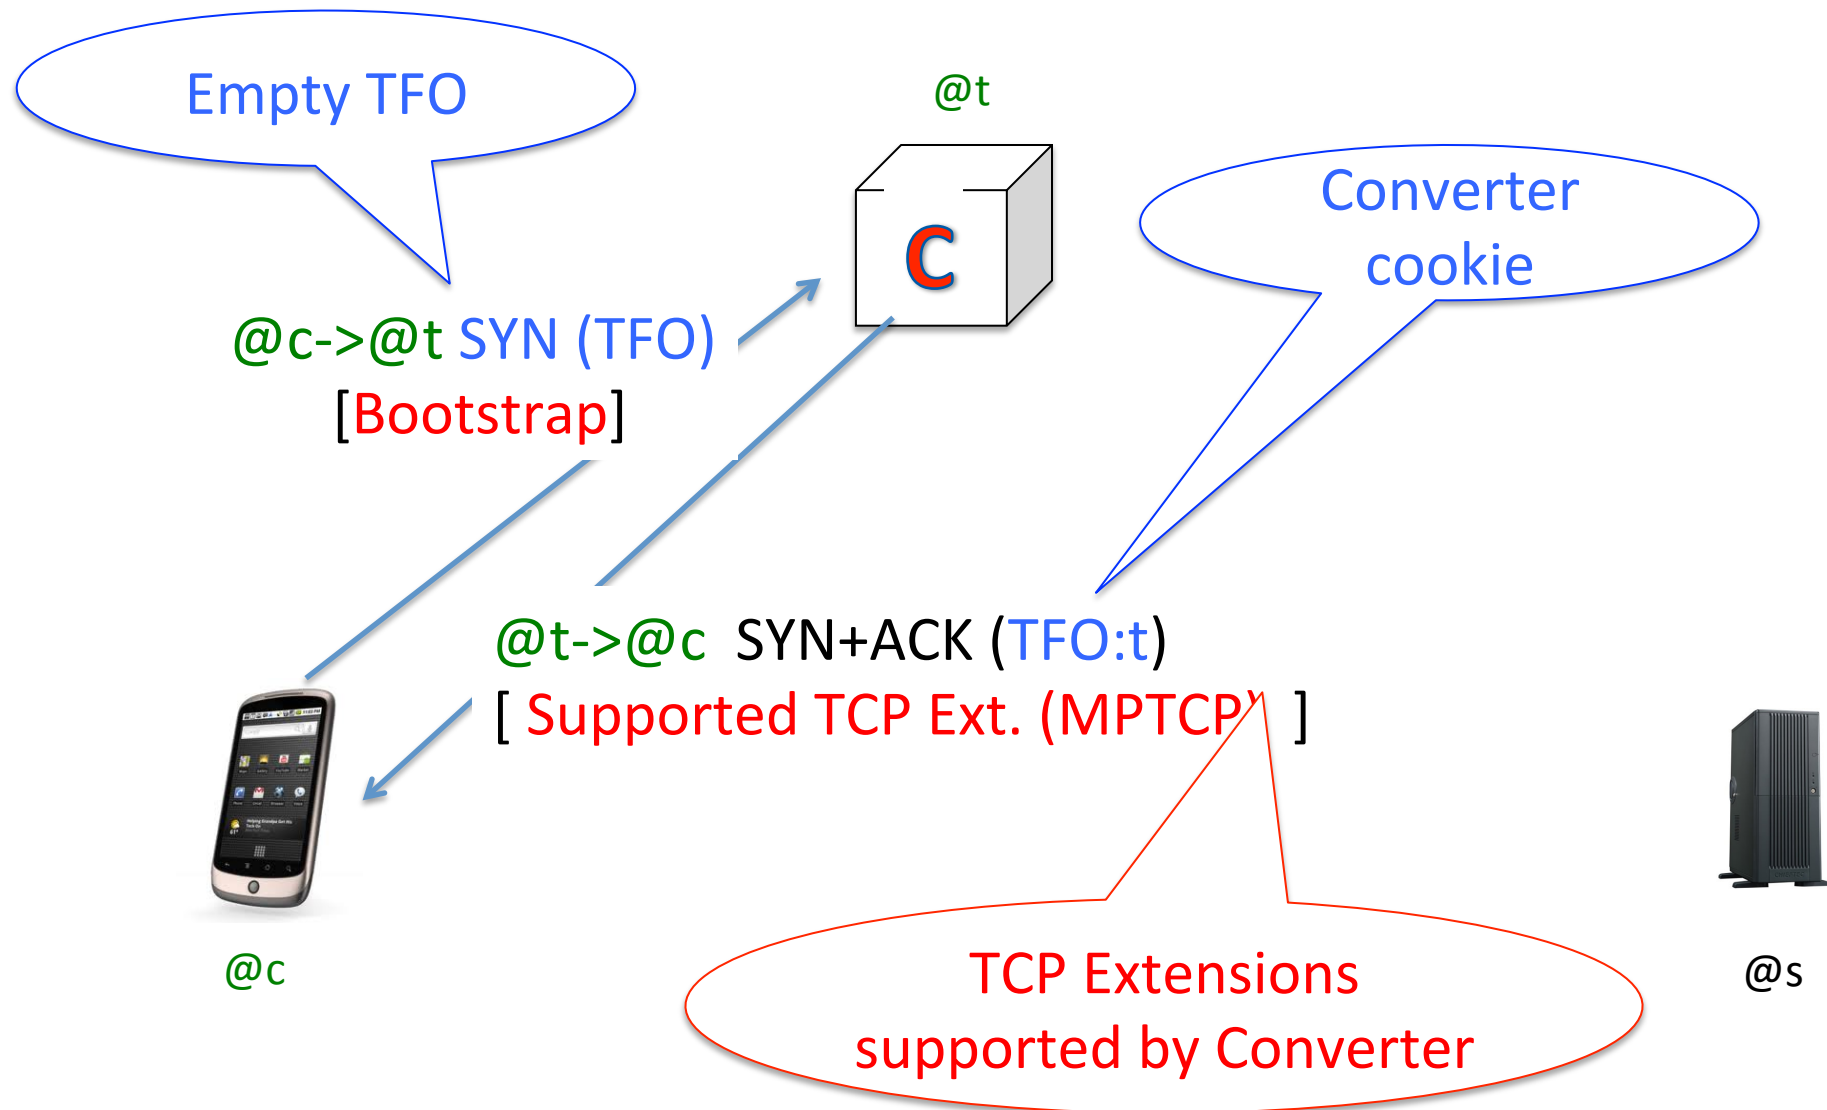 Empty TFO
@t
Converter
cookie
C
@c->@t SYN (TFO)
[Bootstrap]
@t->@c SYN+ACK (TFO:t)
[ Supported TCP Ext. (MPTCP) ]
@c
TCP Extensions
supported by Converter
@s